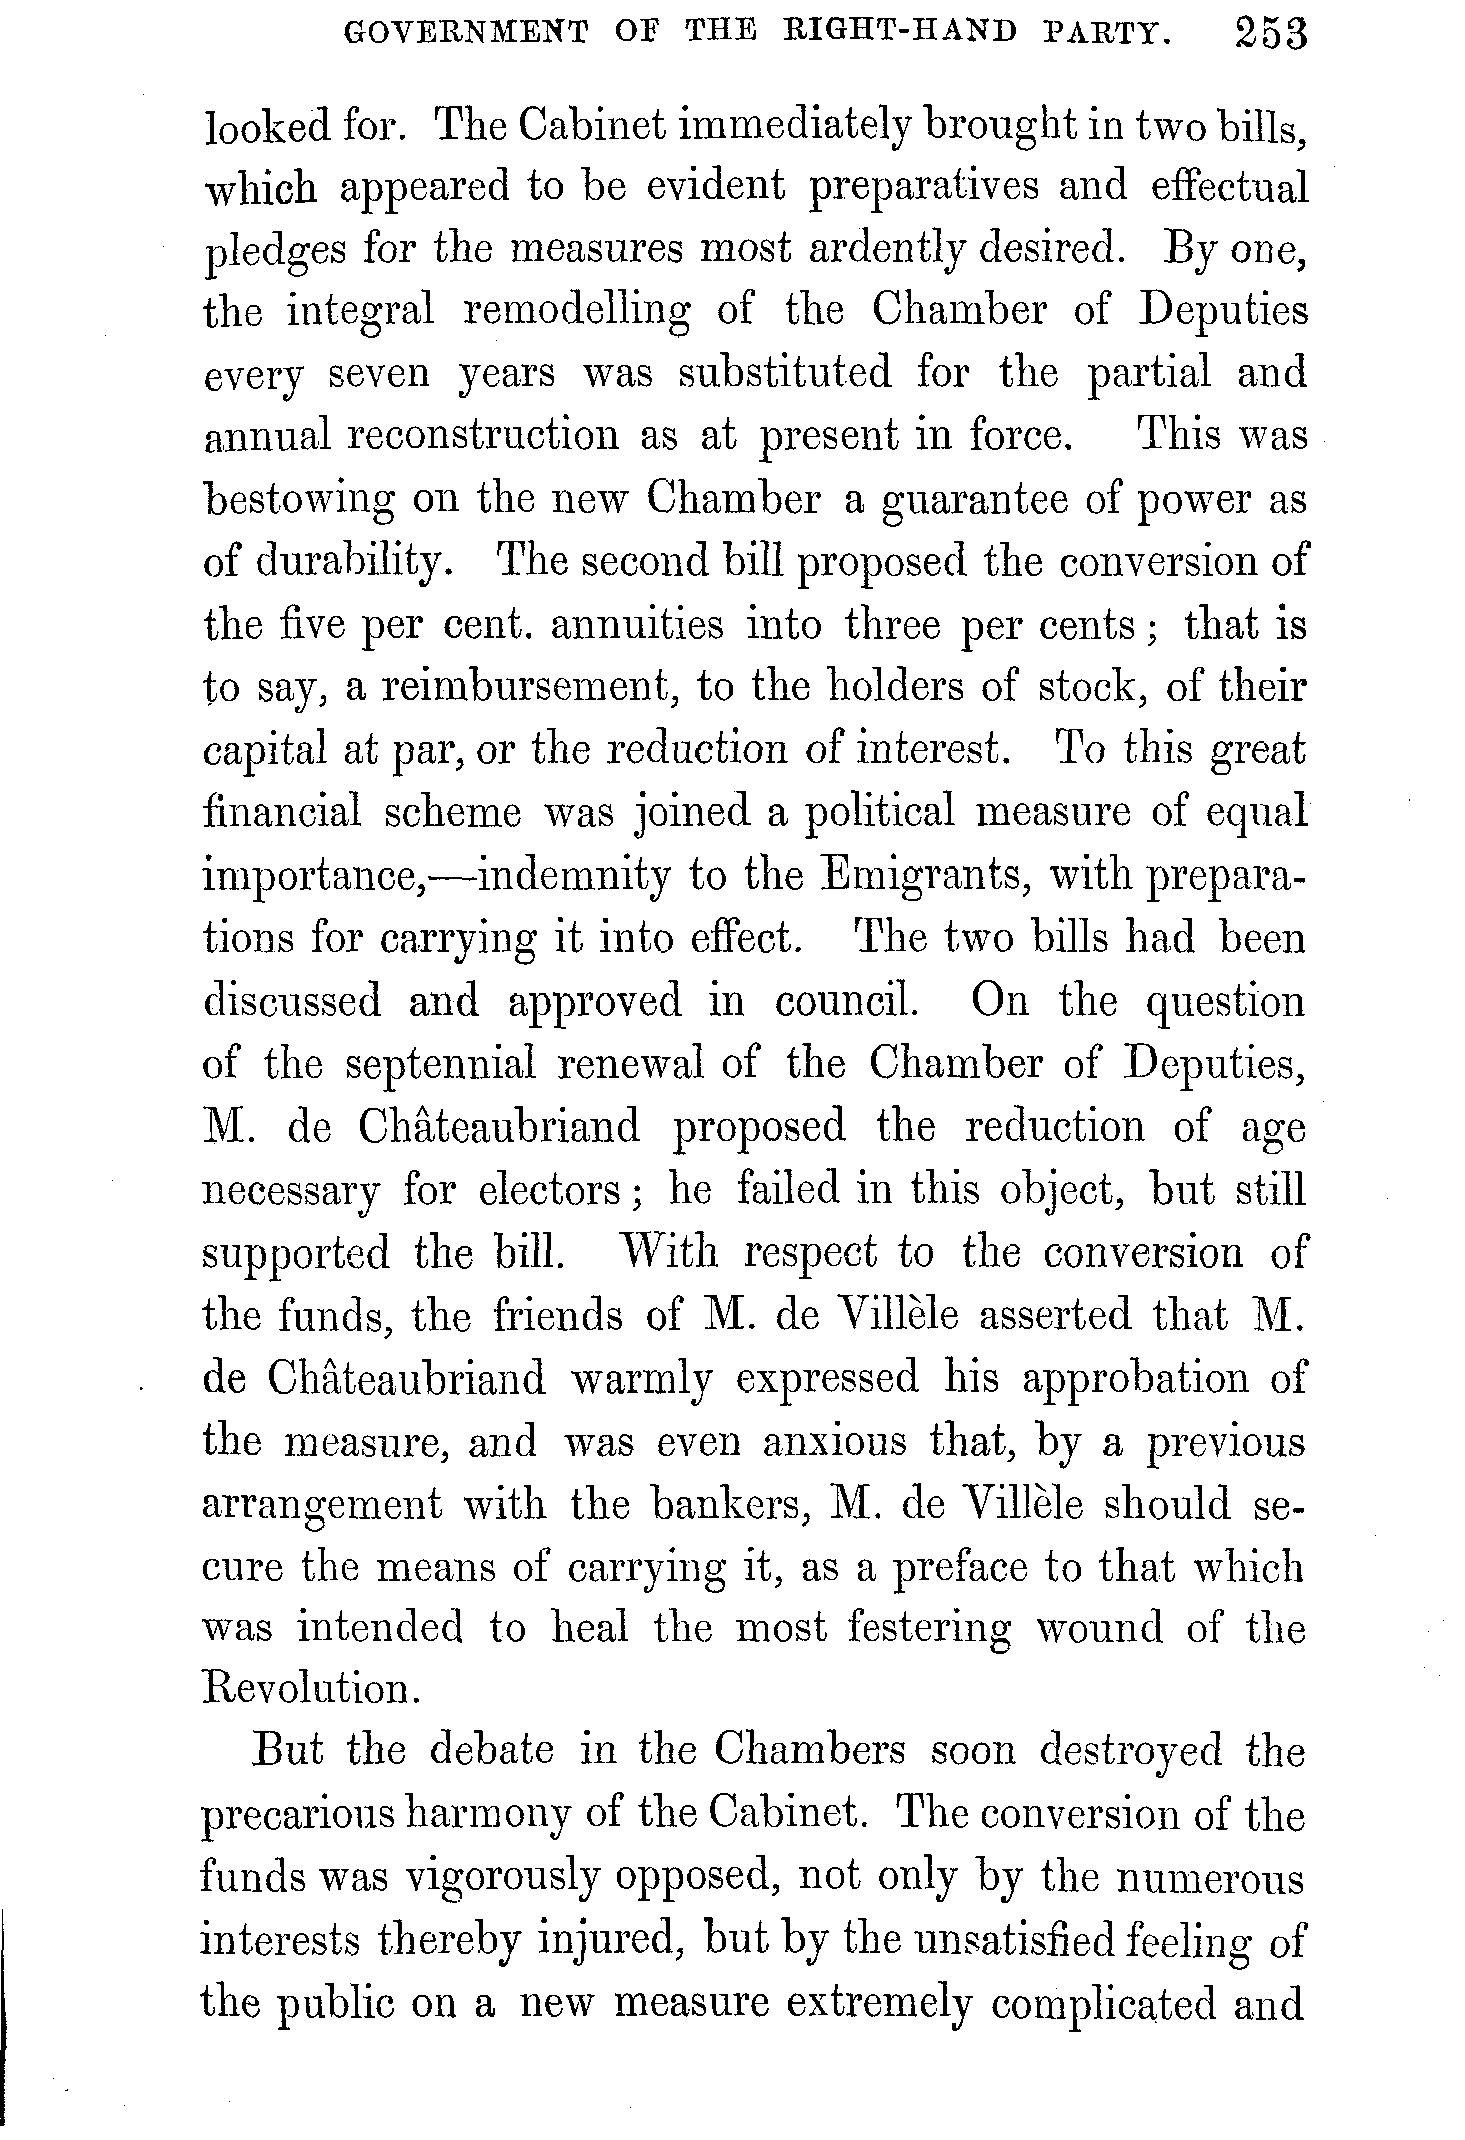 GOVERNMENT OF THE RIGHT-HAND PARTY. 253
looked for. The Cabinet immediately brought in two bills,
which appeared to be evident preparatives and effectual
pledges for the measures most ardently desired. By one,
the integral remodelling of the Chamber of Deputies
every seven years was substituted for the partial and
annual reconstruction as at present in force. This was
bestowing on the new Chamber a guarantee of power as
of durability. The second bill proposed the conversion of
the five per cent. annuities into three per cents; that is
to say, a reimbursement, to the holders of stock, of their
capital at par, or the reduction of interest. To this great
financial scheme was joined a political measure of equal
importance,—indemnity to the Emigrants, with prepara-
tions for carrying it into effect. The two bills had been
discussed and approved in council. On the question
of the septennial renewal of the Chamber of Deputies,
M. de Châteaubriand proposed the reduction of age
necessary for electors; he failed in this object, but still
supported the bill. With respect to the conversion of
the funds, the friends of M. de Villèle asserted that M.
de Châteaubriand warmly expressed his approbation of
the measure, and was even anxious that, by a previous
arrangement with the bankers, M. de Villèle should se-
cure the means of carrying it, as a preface to that which
was intended to heal the most festering wound of the
Revolution.
But the debate in the Chambers soon destroyed the
precarious harmony of the Cabinet. The conversion of the
funds was vigorously opposed, not only by the numerous
interests thereby injured, but by the unsatisfied feeling of
the public on a new measure extremely complicated and